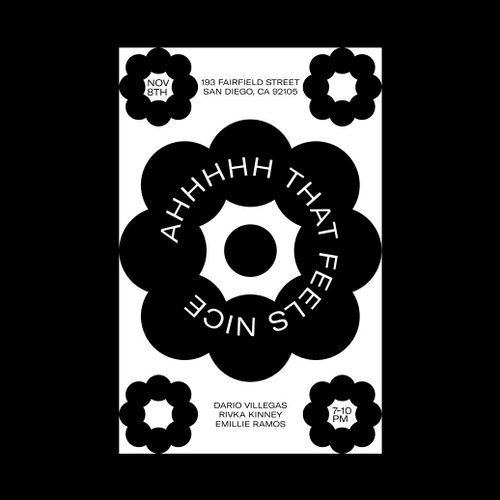 NOV
8TH
193 FAIRFIELD STREET
SAN DIEGO, CA 92105
AHHHHHH THAT FEELS NICE
DARIO VILLEGAS
RIVKA KINNEY
EMILLIE RAMOS
7–10
PM